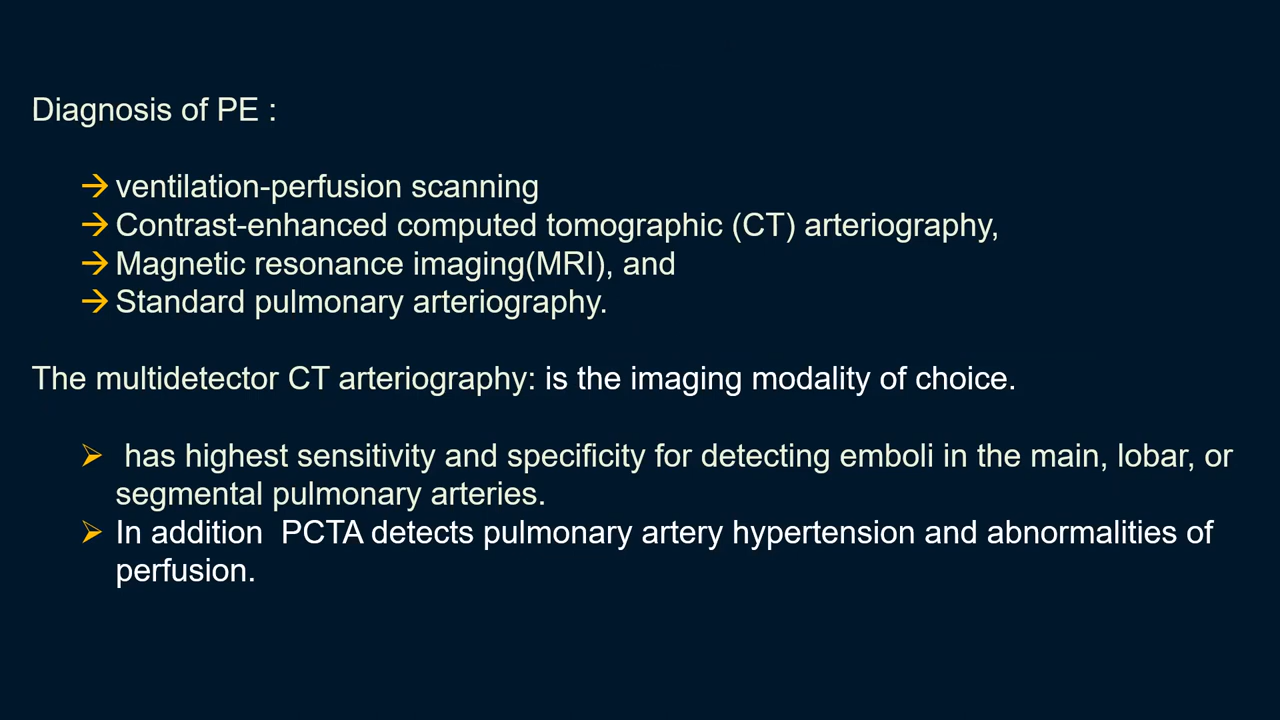 Diagnosis of PE :
→ ventilation-perfusion scanning
→ Contrast-enhanced computed tomographic (CT) arteriography,
→ Magnetic resonance imaging(MRI), and
→ Standard pulmonary arteriography.
The multidetector CT arteriography: is the imaging modality of choice.
➢ has highest sensitivity and specificity for detecting emboli in the main, lobar, or
segmental pulmonary arteries.
➢ In addition  PCTA detects pulmonary artery hypertension and abnormalities of
perfusion.